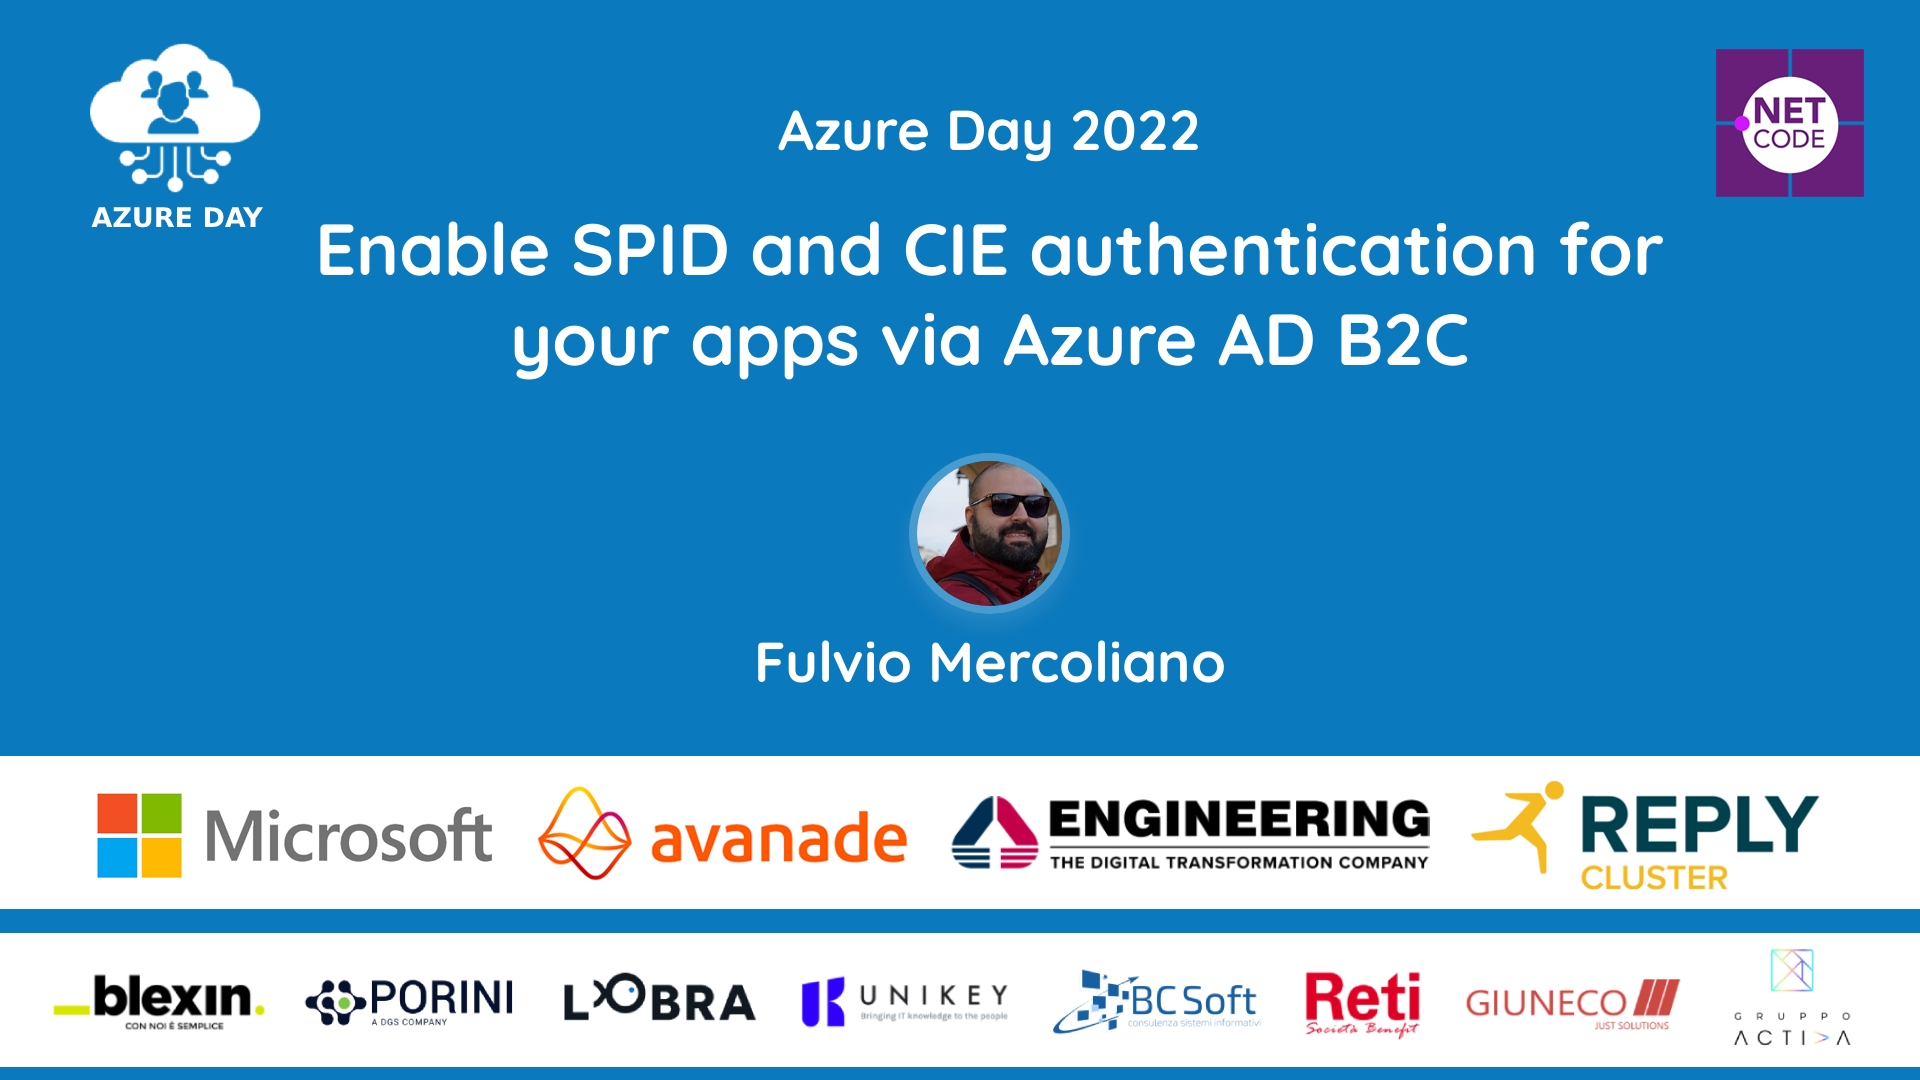 AZURE DAY
Azure Day 2022
NET
CODE
Enable SPID and CIE authentication for
your apps via Azure AD B2C
Fulvio Mercoliano
Microsoft
avanade
ENGINEERING
THE DIGITAL TRANSFORMATION COMPANY
REPLY
CLUSTER
blexin.
CON NOI È SEMPLICE
PORINI
A DGS COMPANY
LOBRA
UNIKEY
Bringing IT knowledge to the people
BC Soft
consulenza sistemi informativi
Reti
Società Benefit
GIUNECO
JUST SOLUTIONS
GRUPPO
ACTIVA